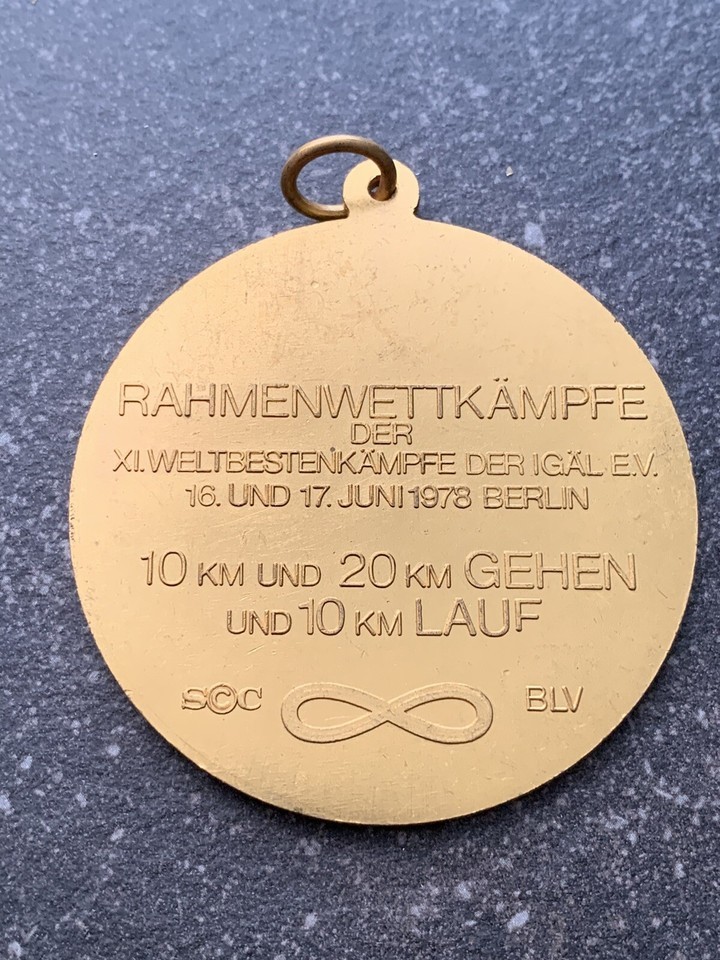 RAHMENWETTKÄMPFE
DER
XI. WELTBESTENKÄMPFE DER IGÄL E.V.
16. UND 17. JUNI 1978 BERLIN
10 KM UND 20 KM GEHEN
UND 10 KM LAUF
S©C BLV